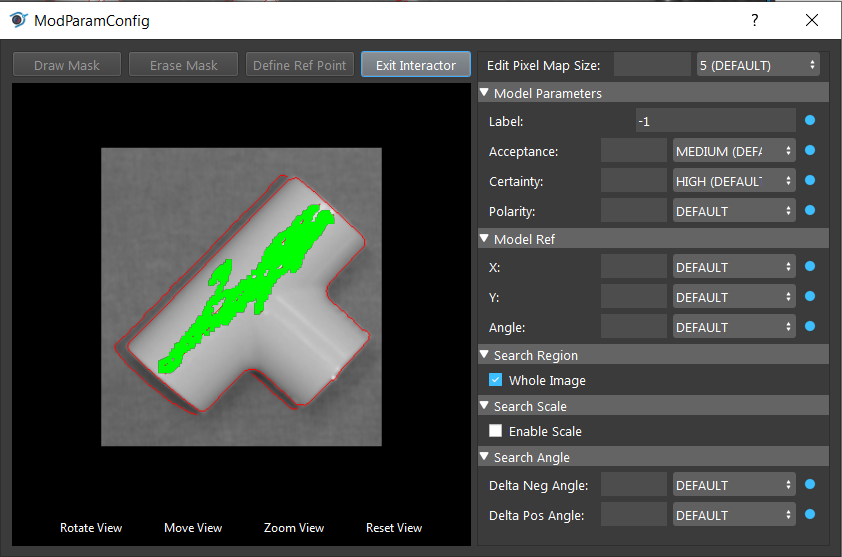 ModParamConfig
Draw Mask Erase Mask Define Ref Point Exit Interactor
Edit Pixel Map Size: 5 (DEFAULT)
Model Parameters
Label: -1
Acceptance: MEDIUM (DEFA
Certainty: HIGH (DEFAULT
Polarity: DEFAULT
Model Ref
X: DEFAULT
Y: DEFAULT
Angle: DEFAULT
Search Region
Whole Image
Search Scale
Enable Scale
Search Angle
Delta Neg Angle: DEFAULT
Delta Pos Angle: DEFAULT
Rotate View Move View Zoom View Reset View